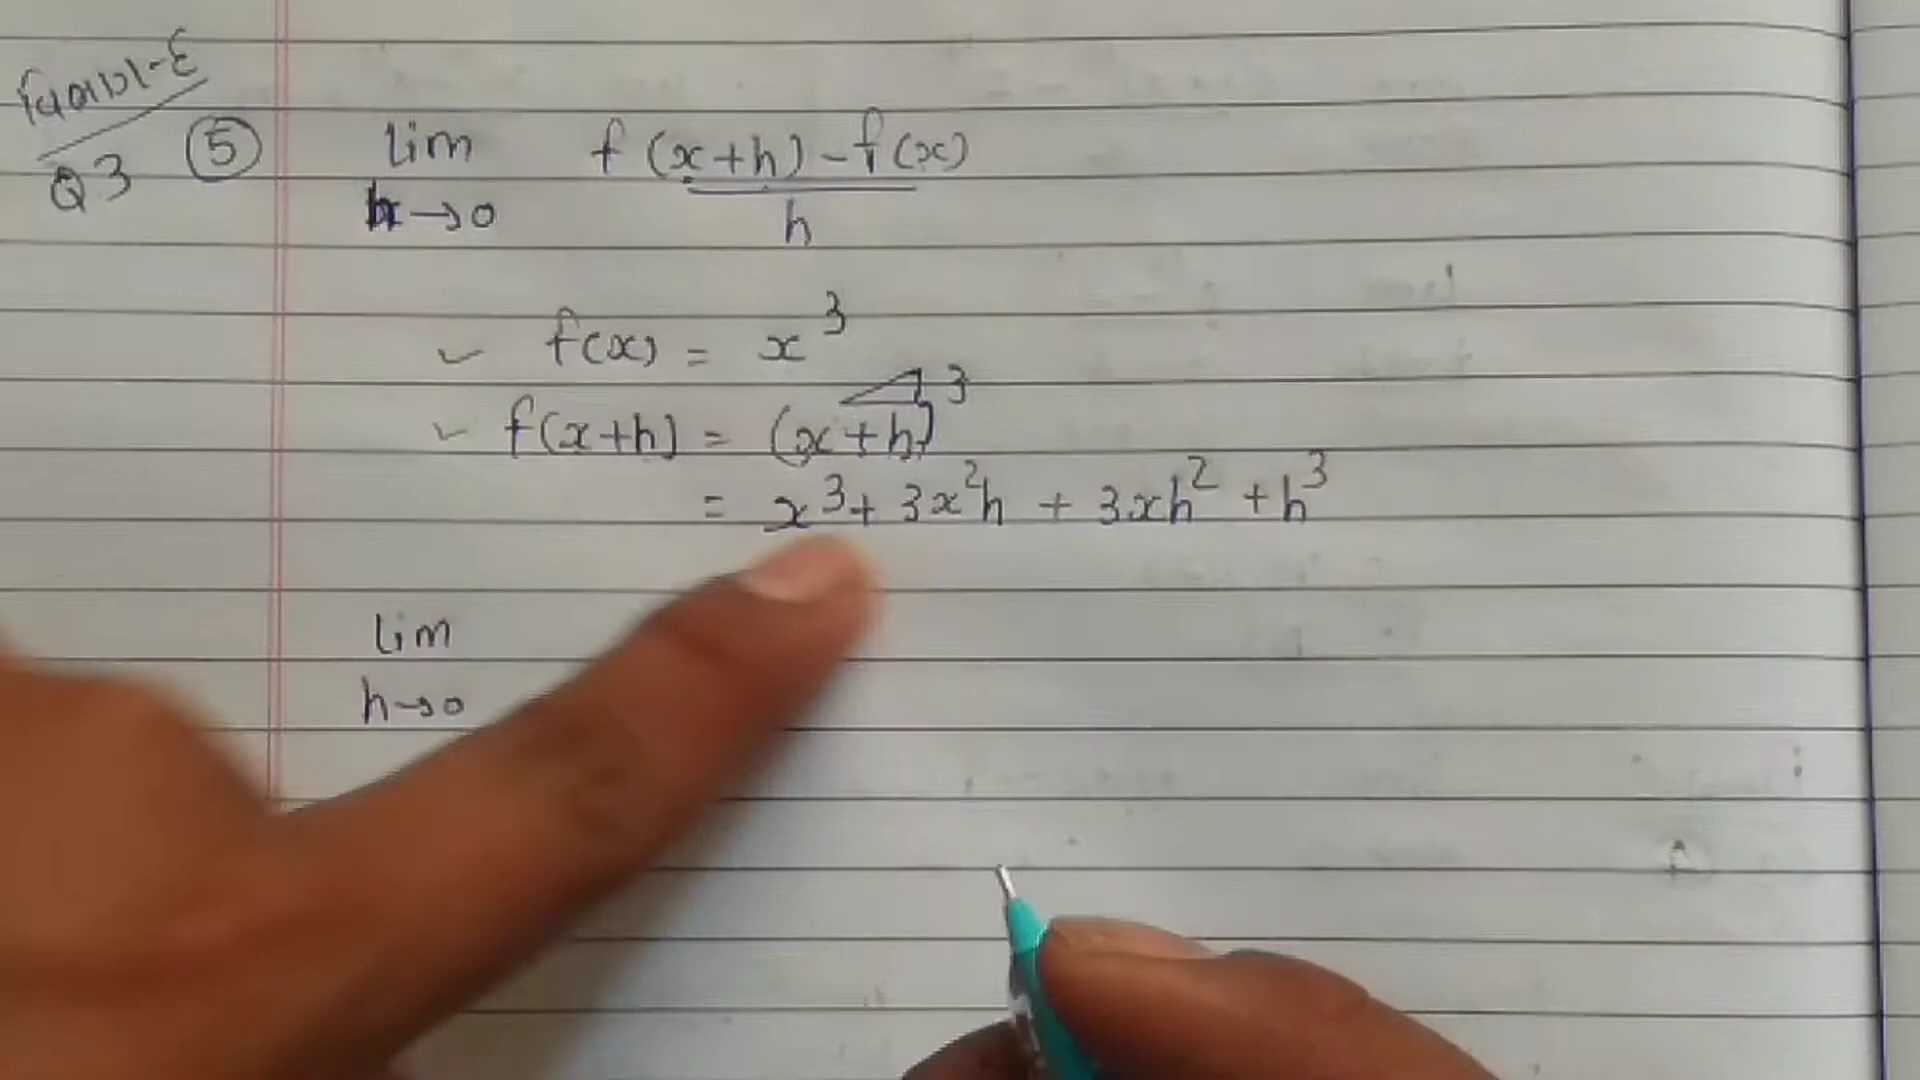 Q3 ⑤ lim f(x+h)-f(x)
h→0 h
✓ f(x) = x³
✓ f(x+h) = (x+h)³
= x³+ 3x²h + 3xh² +h³
lim
h→0